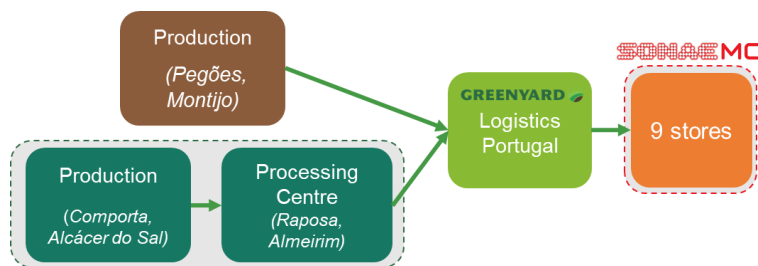 Production
(Pegões,
Montijo)
SONAE MC
GREENYARD
Logistics
Portugal
9 stores
Production
(Comporta,
Alcácer do Sal)
Processing
Centre
(Raposa,
Almeirim)